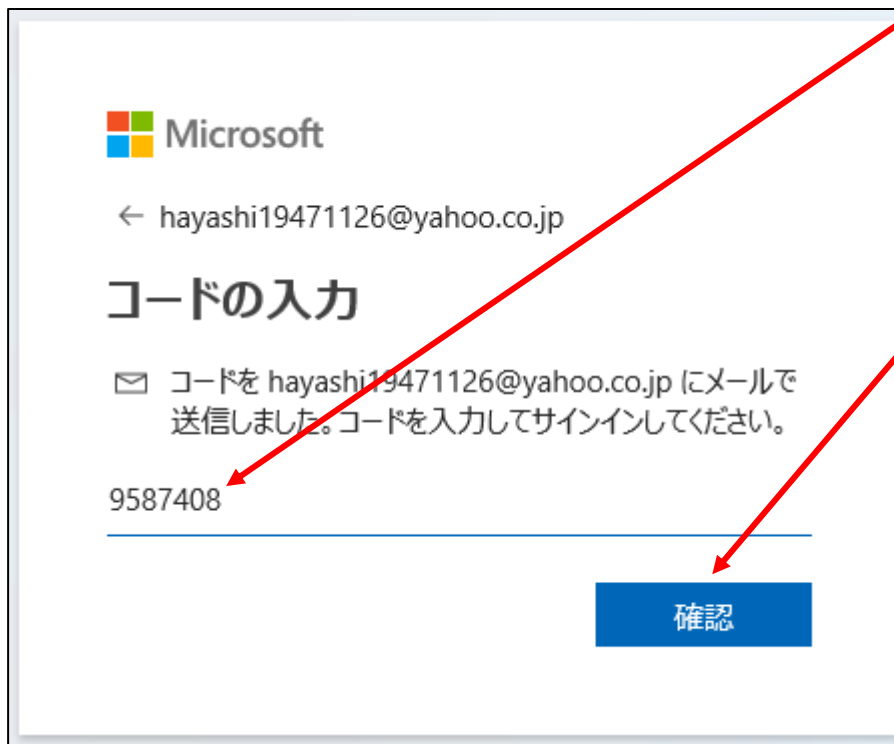 Microsoft
← hayashi19471126@yahoo.co.jp
コードの入力
コードを hayashi19471126@yahoo.co.jp にメールで
送信しました。コードを入力してサインインしてください。
9587408
確認